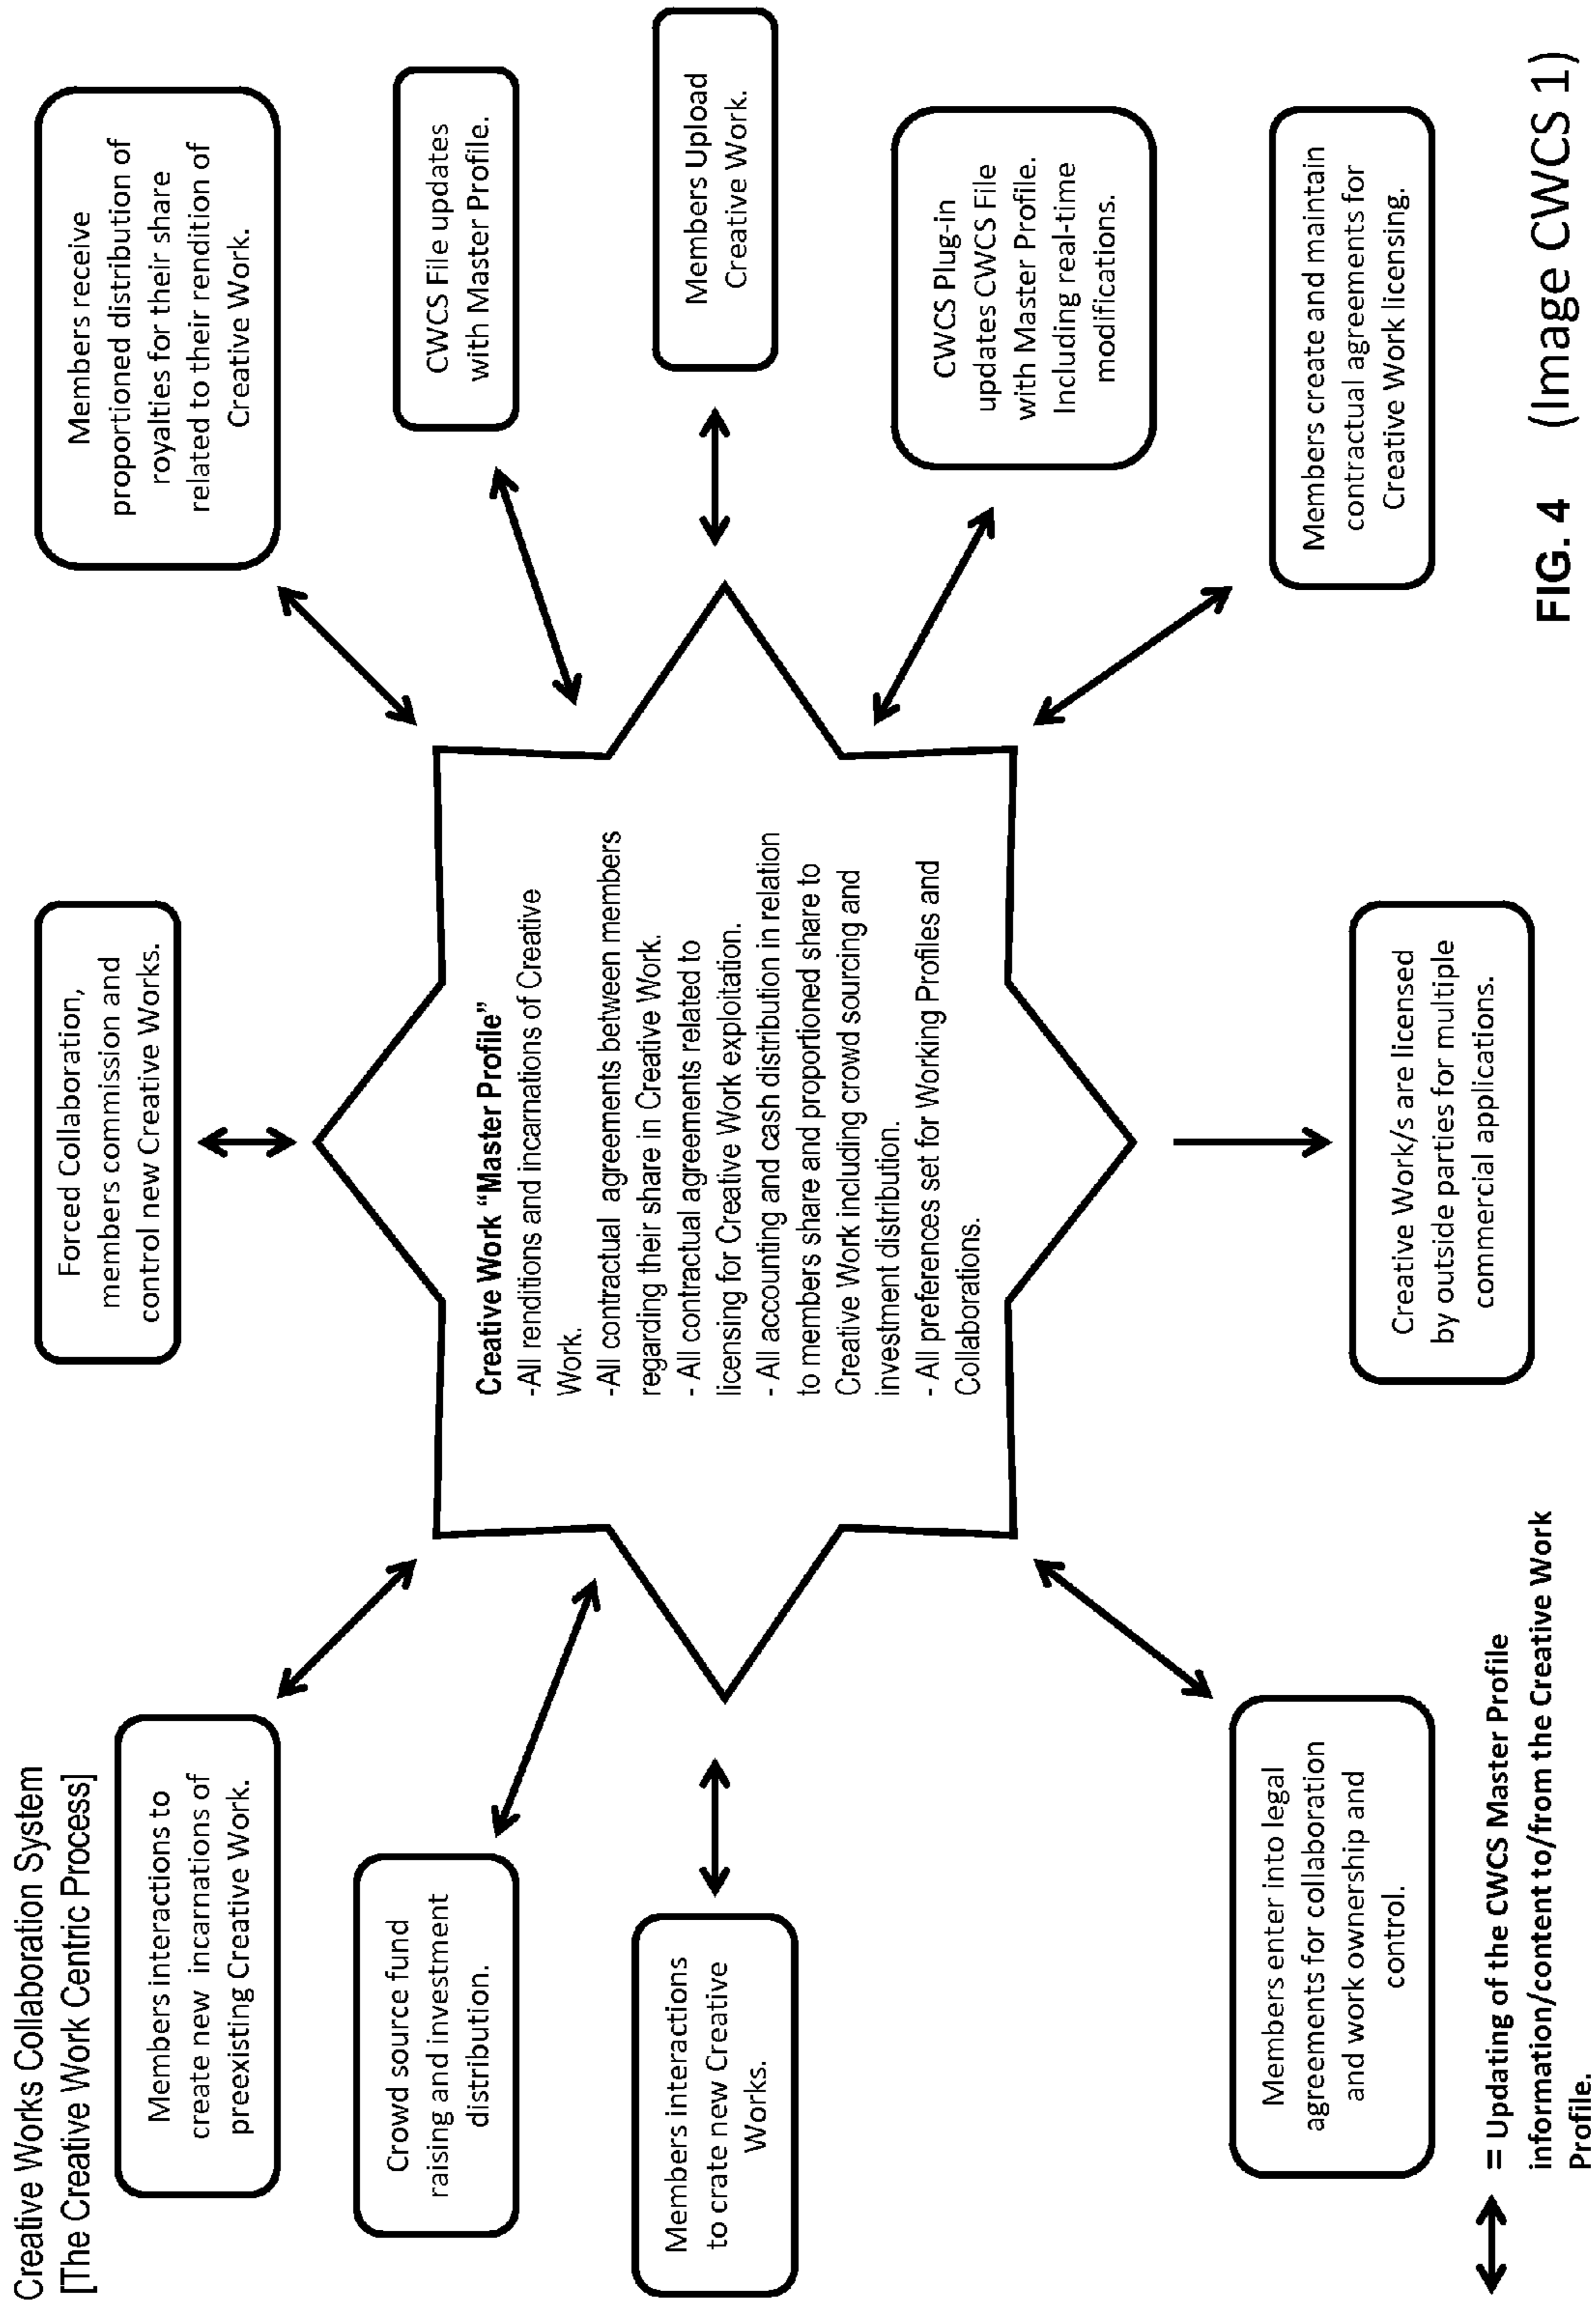 Creative Works Collaboration System
[The Creative Work Centric Process]
Members interactions to
create new incarnations of
preexisting Creative Work.
Crowd source fund
raising and investment
distribution.
Members interactions
to crate new Creative
Works.
Members enter into legal
agreements for collaboration
and work ownership and
control.
Forced Collaboration,
members commission and
control new Creative Works.
Creative Work “Master Profile”
-All renditions and incarnations of Creative
Work.
-All contractual agreements between members
regarding their share in Creative Work.
- All contractual agreements related to
licensing for Creative Work exploitation.
- All accounting and cash distribution in relation
to members share and proportioned share to
Creative Work including crowd sourcing and
investment distribution.
- All preferences set for Working Profiles and
Collaborations.
Creative Work/s are licensed
by outside parties for multiple
commercial applications.
Members receive
proportioned distribution of
royalties for their share
related to their rendition of
Creative Work.
CWCS File updates
with Master Profile.
Members Upload
Creative Work.
CWCS Plug-in
updates CWCS File
with Master Profile.
Including real-time
modifications.
Members create and maintain
contractual agreements for
Creative Work licensing.
= Updating of the CWCS Master Profile
information/content to/from the Creative Work
Profile.
FIG. 4 (Image CWCS 1)